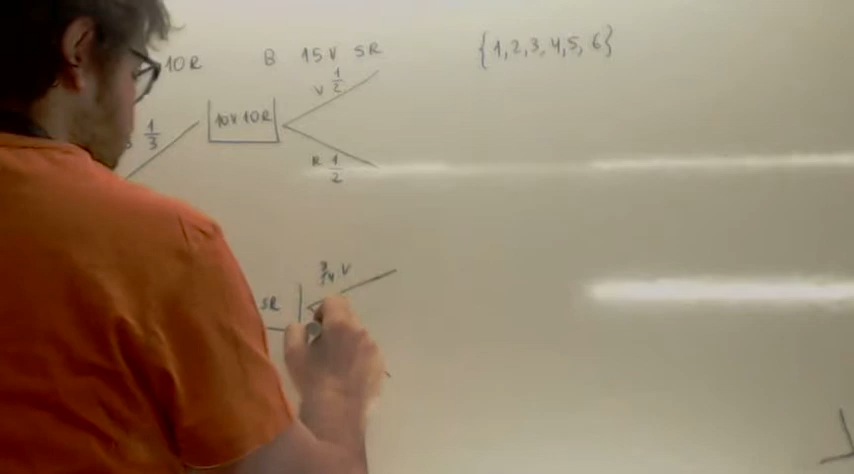 10R B 15V 5R {1,2,3,4,5,6}
V 1/2
1/3 10V 10R
R 1/2
3/4 V
5R